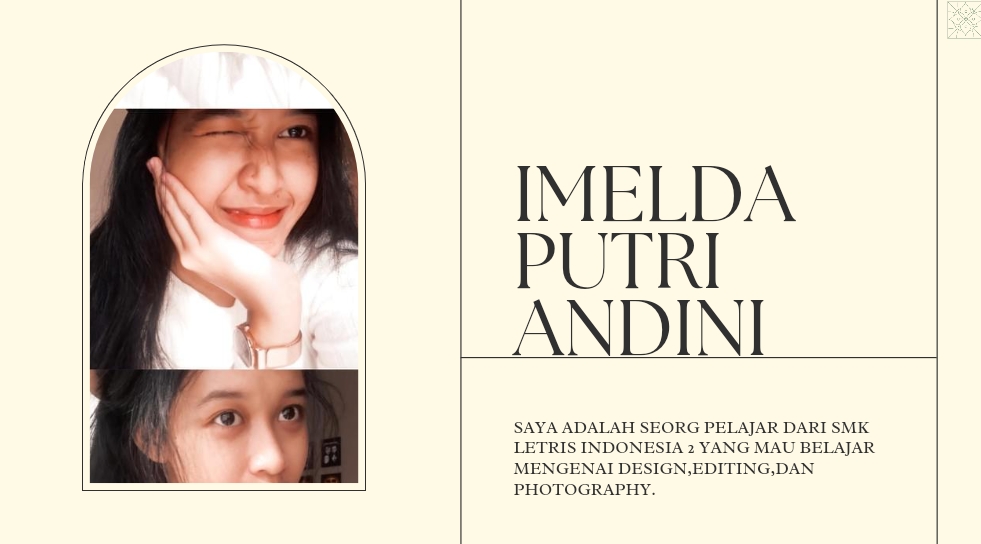 IMELDA
PUTRI
ANDINI
SAYA ADALAH SEORG PELAJAR DARI SMK
LETRIS INDONESIA 2 YANG MAU BELAJAR
MENGENAI DESIGN,EDITING,DAN
PHOTOGRAPHY.